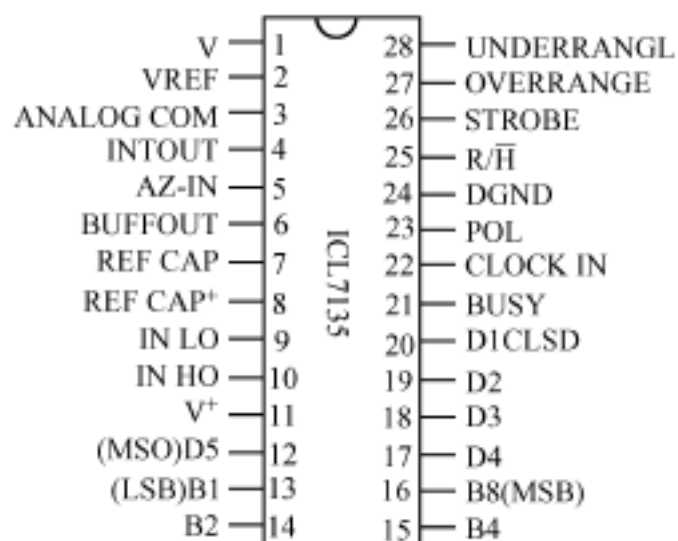 V 1
VREF 2
ANALOG COM 3
INTOUT 4
AZ-IN 5
BUFFOUT 6
REF CAP 7
REF CAP⁺ 8
IN LO 9
IN HO 10
V⁺ 11
(MSO)D5 12
(LSB)B1 13
B2 14
ICL7135
28 UNDERRANGL
27 OVERRANGE
26 STROBE
25 R/H̅
24 DGND
23 POL
22 CLOCK IN
21 BUSY
20 D1CLSD
19 D2
18 D3
17 D4
16 B8(MSB)
15 B4